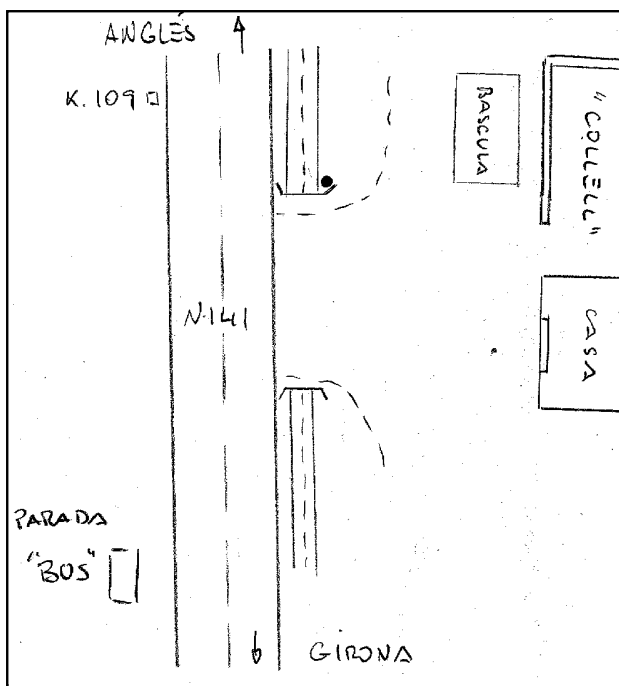 ANGLÉS
K.109
BASCULA
"COLLELL"
N.141
CASA
PARADA
"BUS"
GIRONA